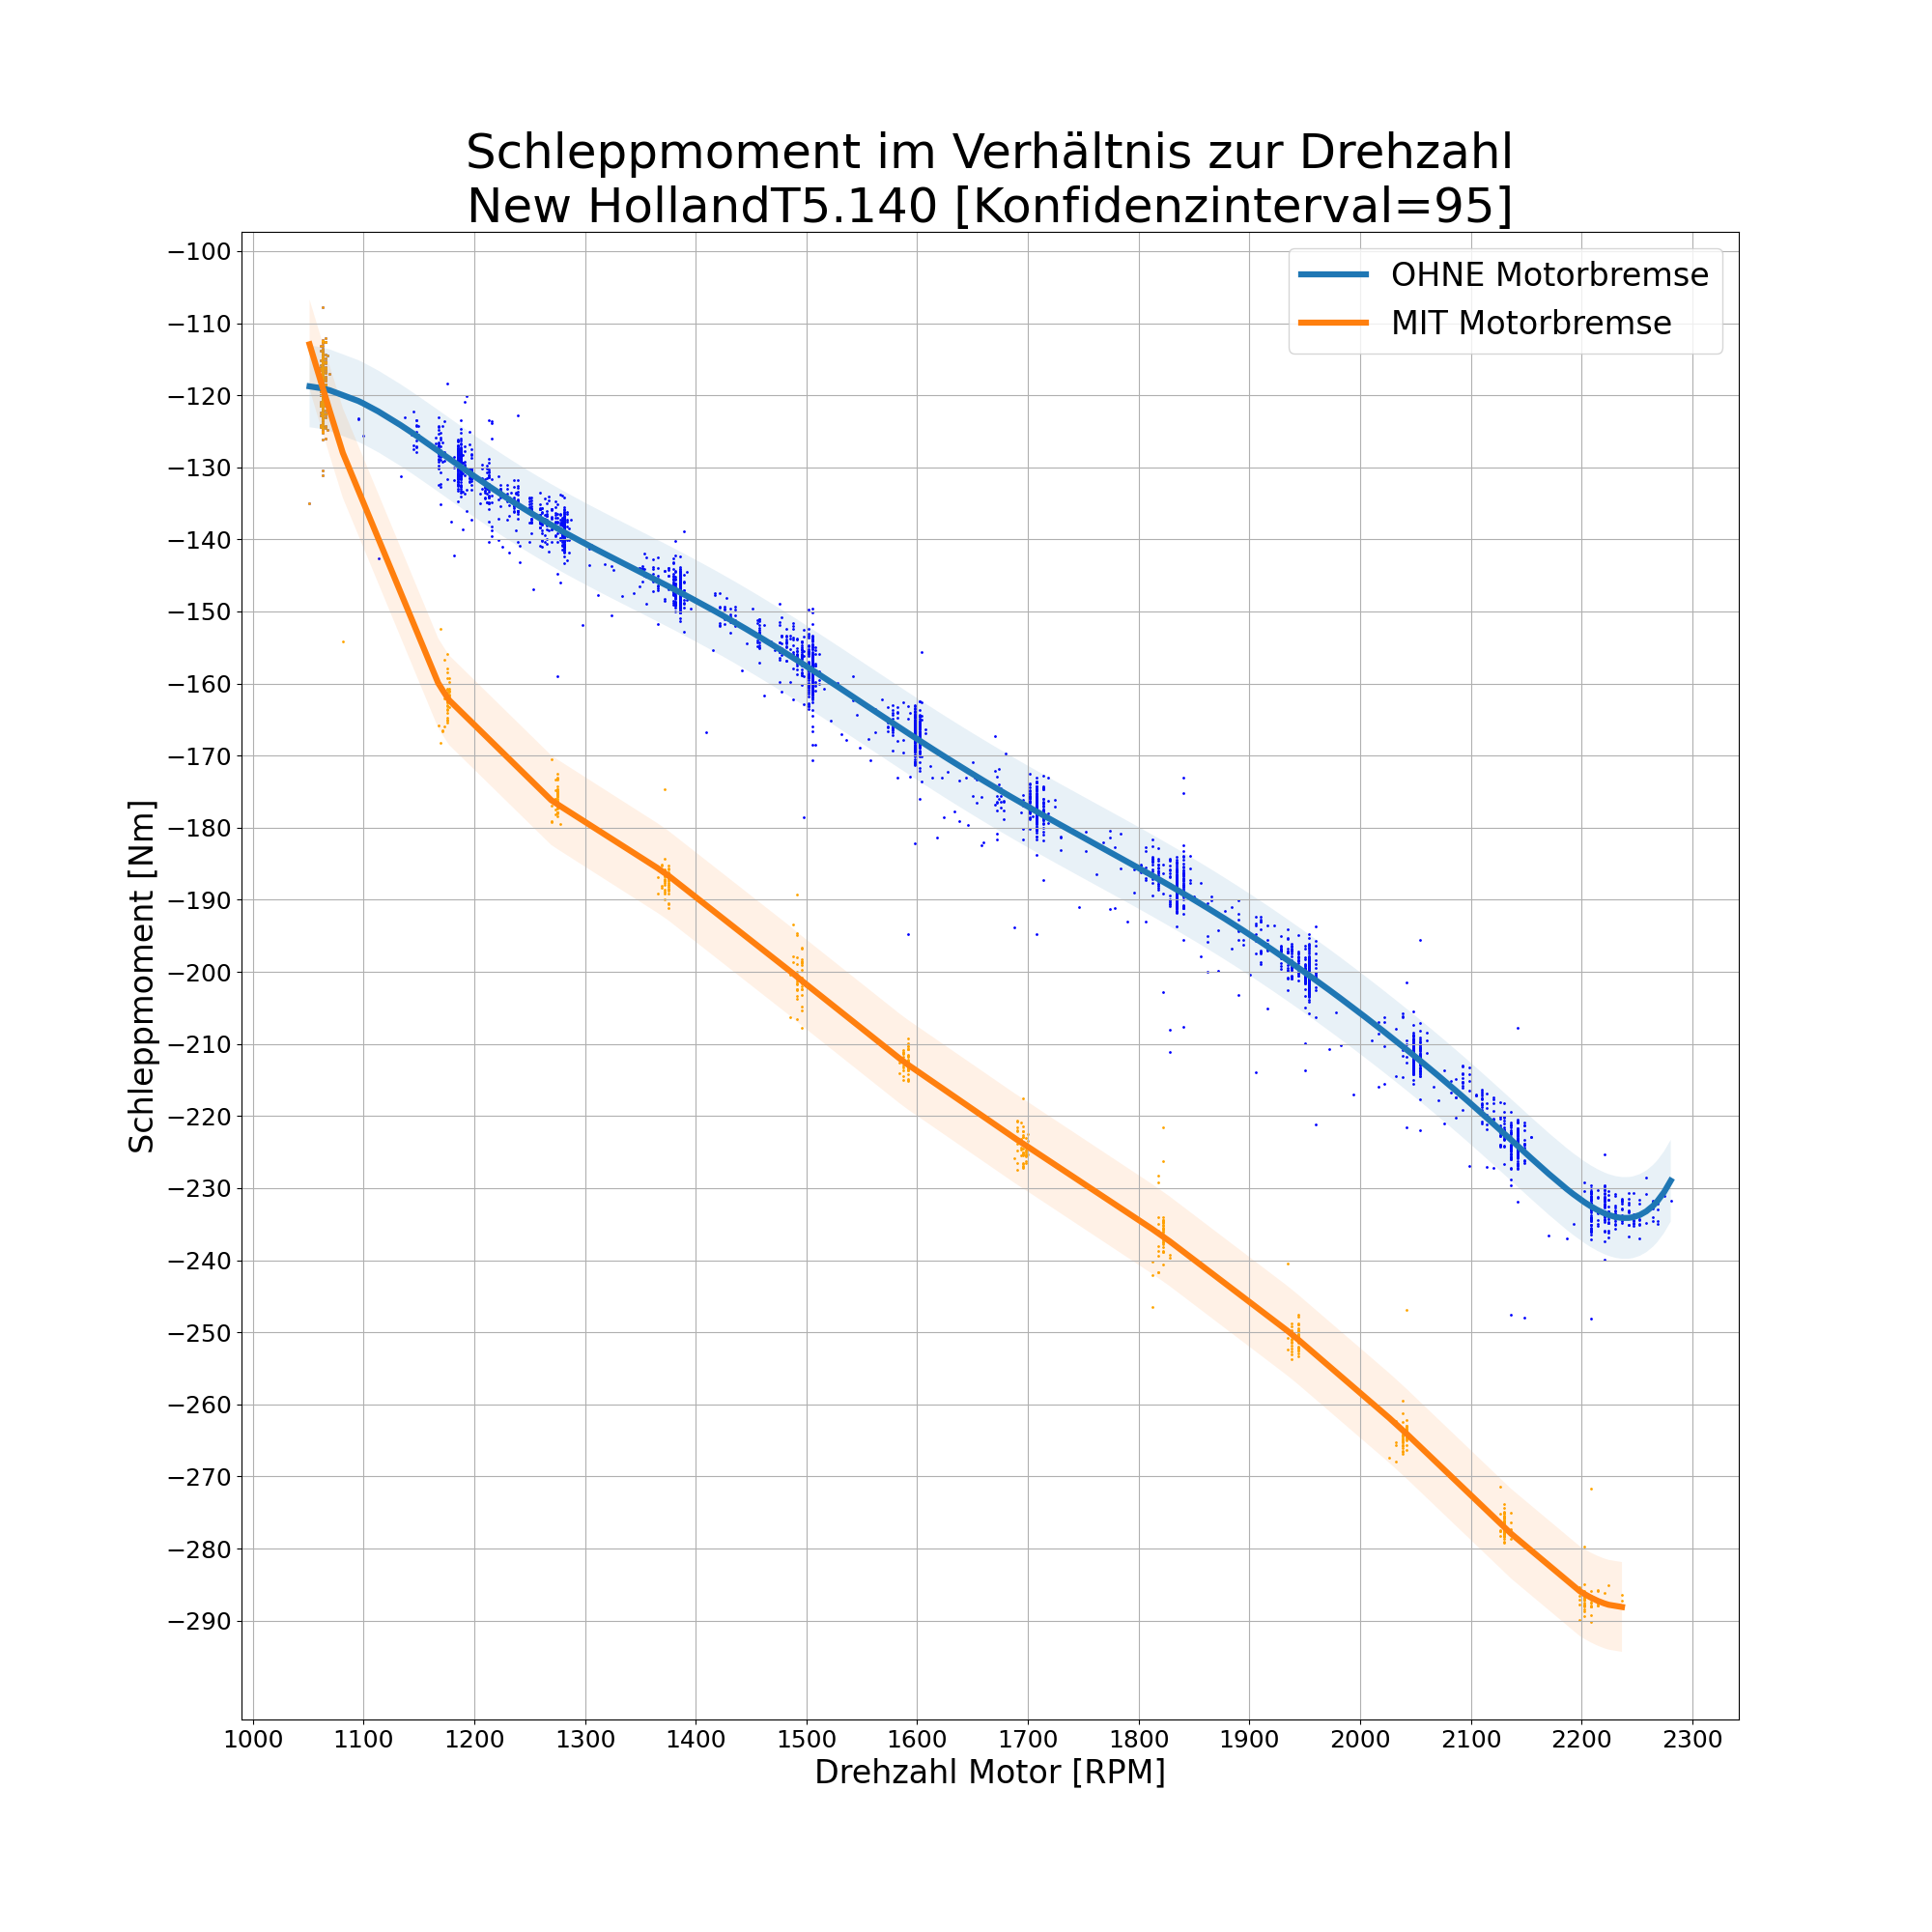 Schleppmoment im Verhältnis zur Drehzahl
New HollandT5.140 [Konfidenzinterval=95]
OHNE Motorbremse
MIT Motorbremse
−100
−110
−120
−130
−140
−150
−160
−170
−180
−190
−200
−210
−220
−230
−240
−250
−260
−270
−280
−290
Schleppmoment [Nm]
1000 1100 1200 1300 1400 1500 1600 1700 1800 1900 2000 2100 2200 2300
Drehzahl Motor [RPM]